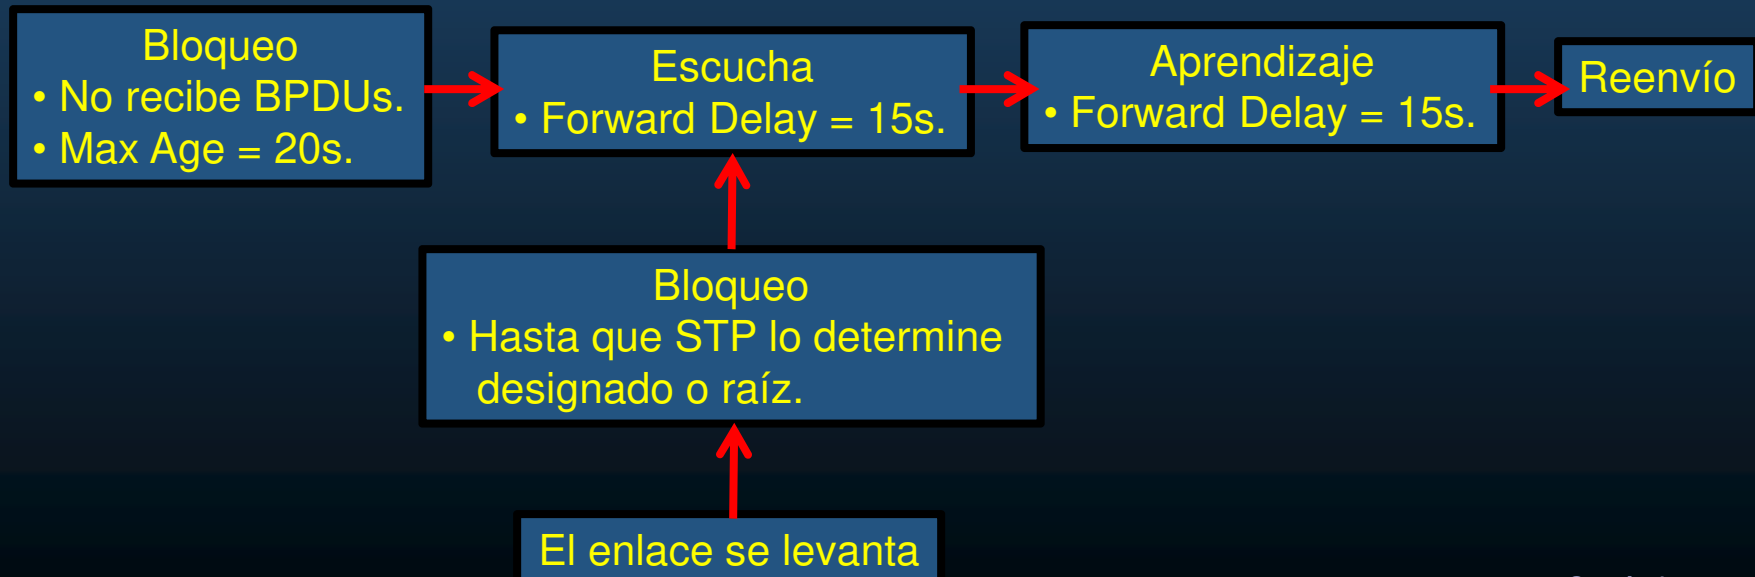 Bloqueo
• No recibe BPDUs.
• Max Age = 20s.
Escucha
• Forward Delay = 15s.
Aprendizaje
• Forward Delay = 15s.
Reenvío
Bloqueo
• Hasta que STP lo determine
designado o raíz.
El enlace se levanta